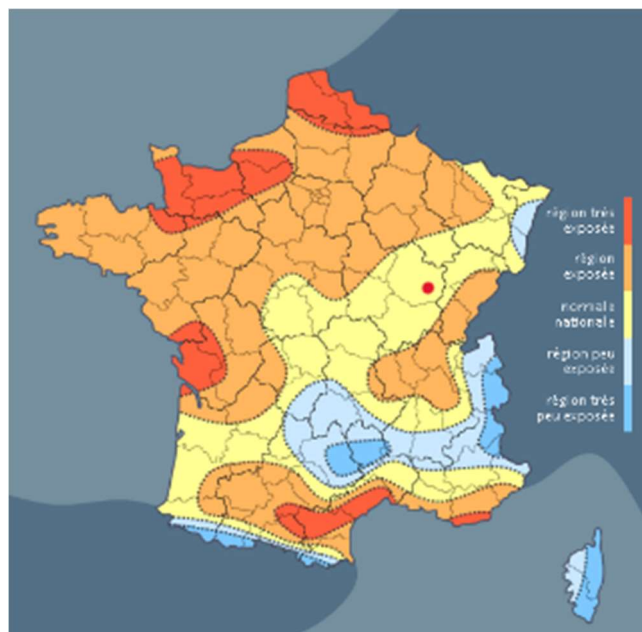 région très
exposée
région
exposée
normale
nationale
région peu
exposée
région très
peu exposée